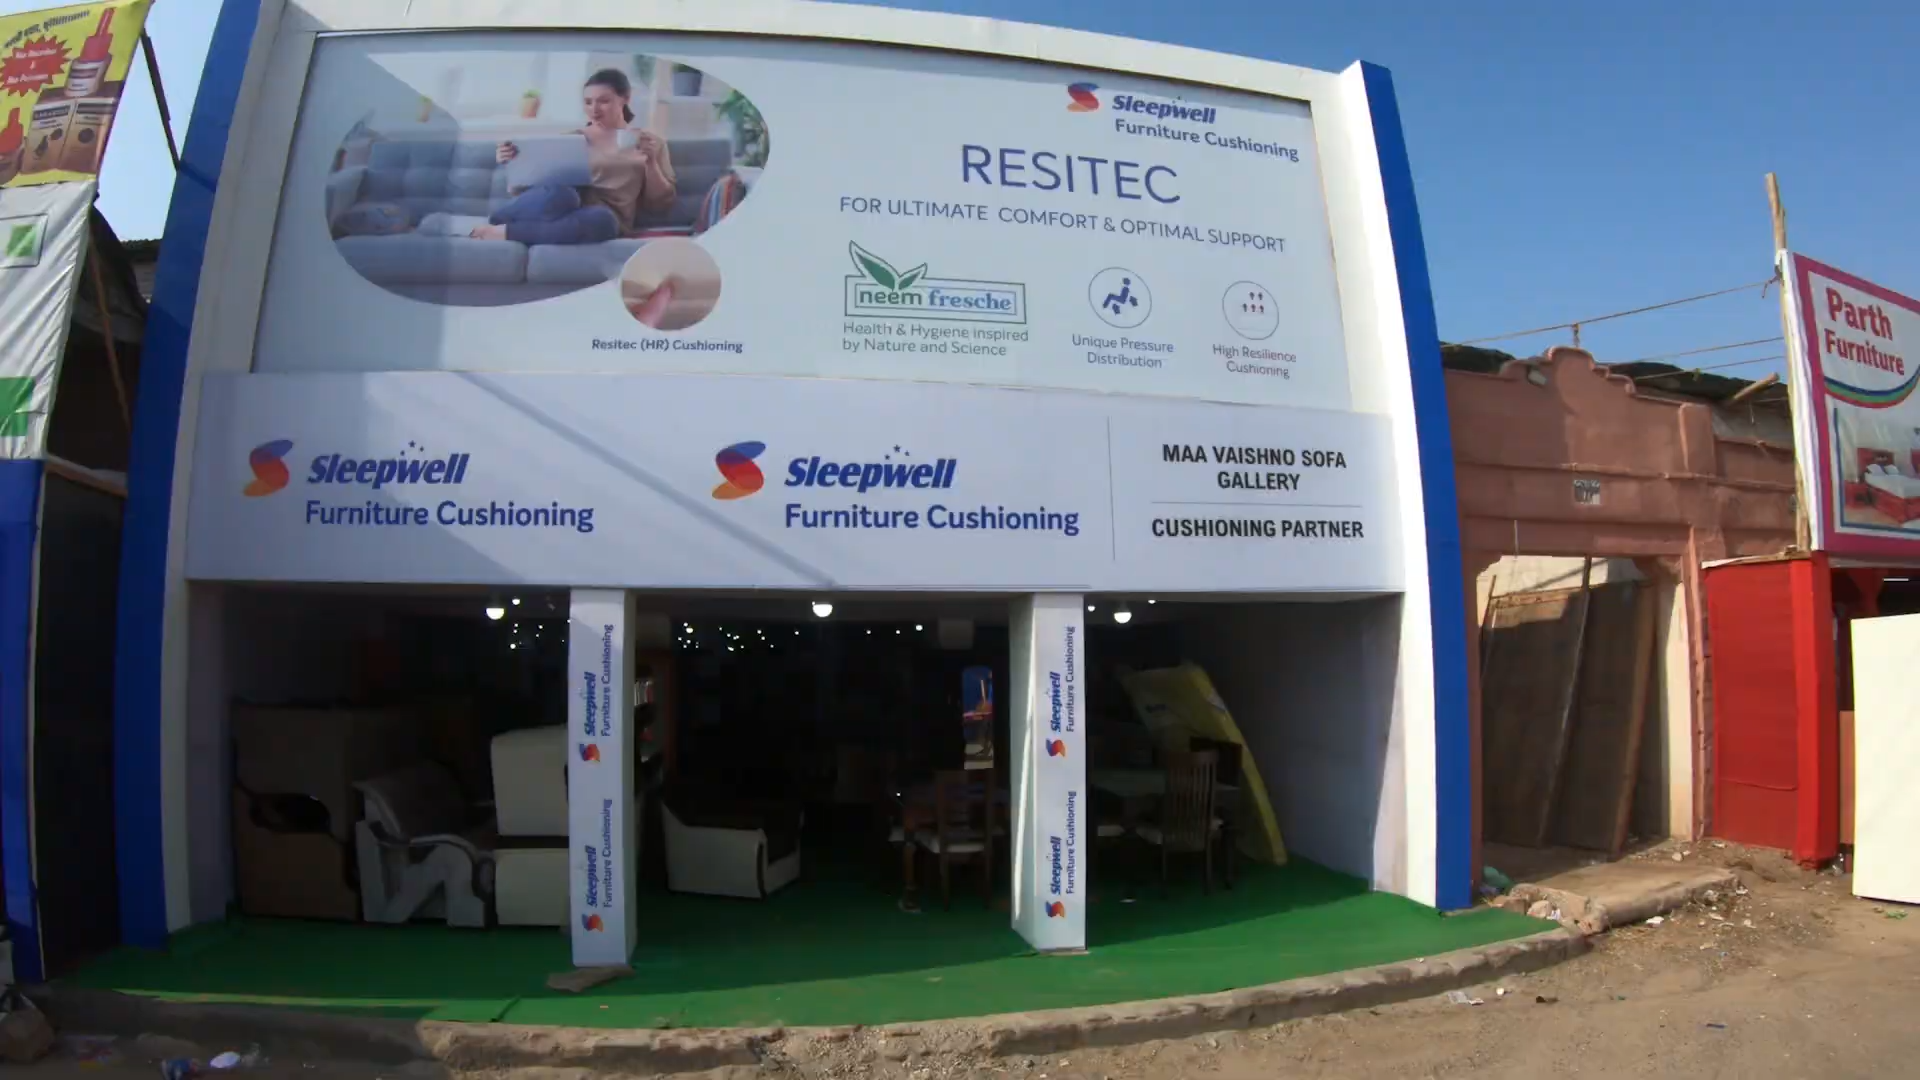 Sleepwell
Furniture Cushioning
RESITEC
FOR ULTIMATE COMFORT & OPTIMAL SUPPORT
neem fresche
Health & Hygiene inspired
by Nature and Science
Unique Pressure
Distribution
High Resilience
Cushioning
Resitec (HR) Cushioning
Sleepwell
Furniture Cushioning
Sleepwell
Furniture Cushioning
MAA VAISHNO SOFA
GALLERY
CUSHIONING PARTNER
Sleepwell
Furniture Cushioning
Sleepwell
Furniture Cushioning
Sleepwell
Furniture Cushioning
Sleepwell
Furniture Cushioning
Parth
Furniture